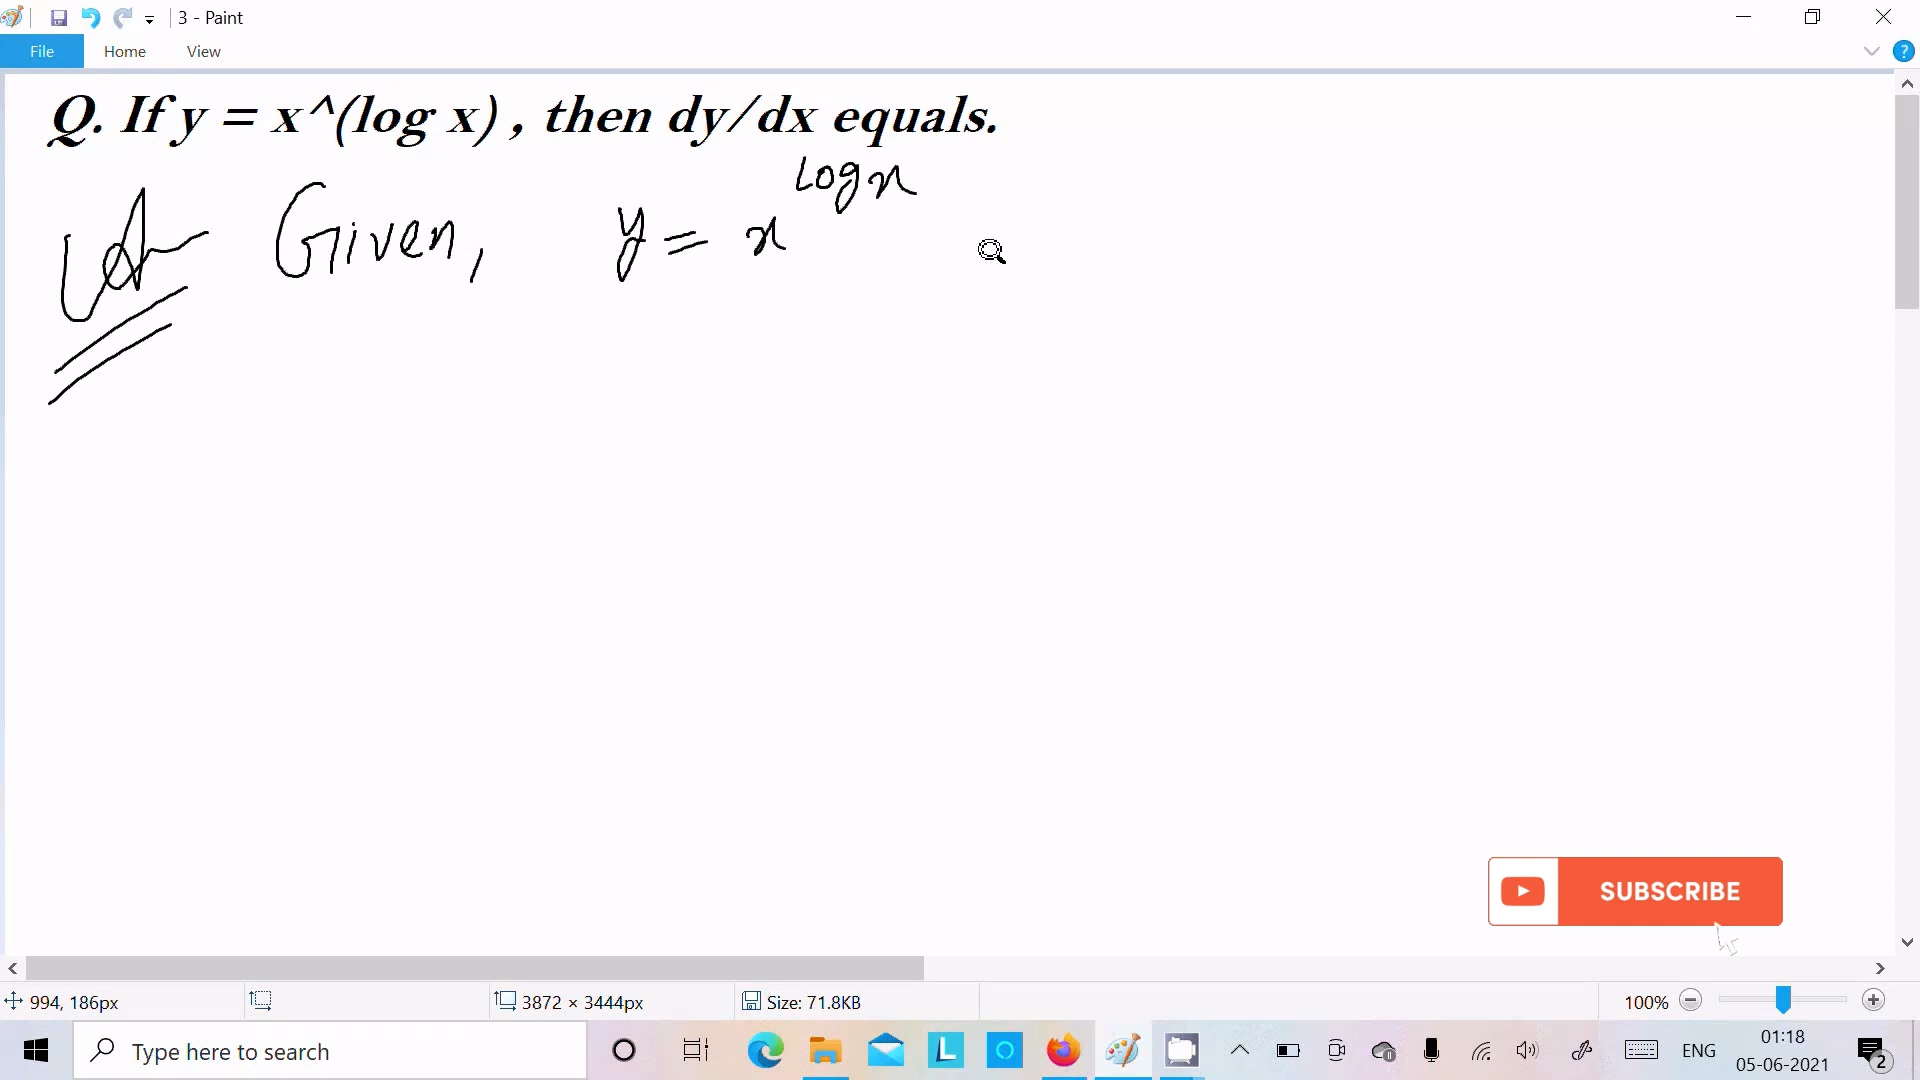 3 - Paint
File Home View
Q. If y = x^(log x) , then dy/dx equals.
Given, y = x^log x
SUBSCRIBE
994, 186px 3872 × 3444px Size: 71.8KB 100%
Type here to search
ENG 01:18
05-06-2021 2